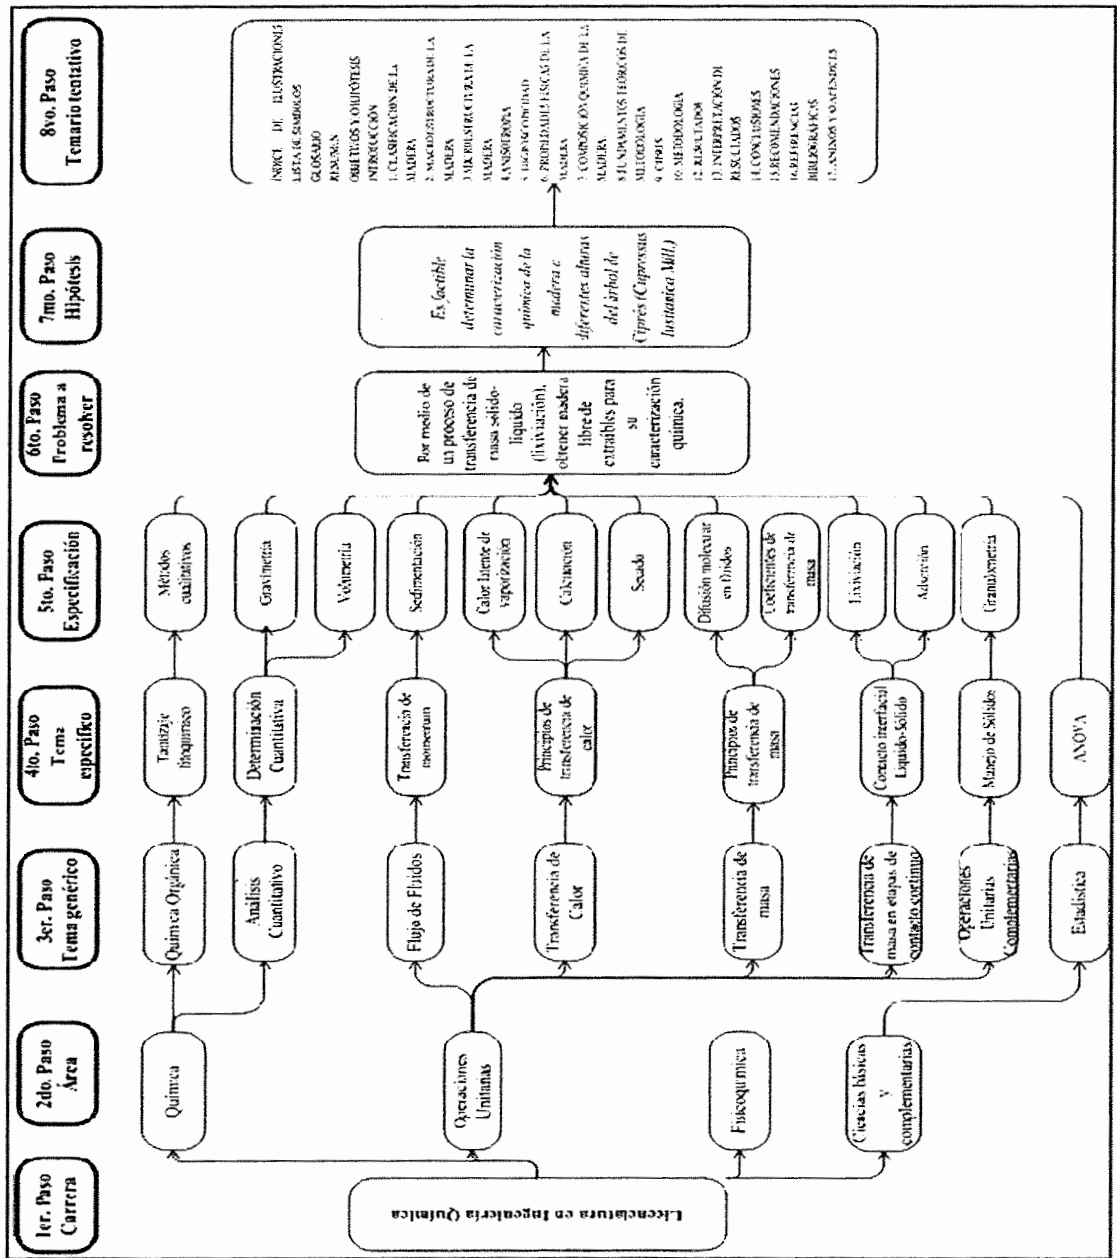 1er. Paso
Carrera
2do. Paso
Área
3er. Paso
Tema genérico
4to. Paso
Tema
específico
5to. Paso
Especificación
6to. Paso
Problema a
resolver
7mo. Paso
Hipótesis
8vo. Paso
Temario tentativo
Licenciatura en Ingeniería Química
Química
Operaciones
Unitarias
Fisicoquímica
Ciencias básicas
y
complementarias
Química Orgánica
Análisis
Cuantitativo
Flujo de Fluidos
Transferencia de
Calor
Transferencia de
masa
Transferencia de
masa en etapas de
contacto continuo
Operaciones
Unitarias
Complementarias
Estadística
Tamizaje
fitoquímico
Determinación
Cuantitativa
Transferencia de
momentum
Principios de
transferencia de
calor
Principios de
transferencia de
masa
Contacto interfacial
Líquido-Sólido
Manejo de Sólidos
ANOVA
Métodos
cualitativos
Gravimetría
Volumetría
Sedimentación
Calor latente de
vaporización
Calcinación
Secado
Difusión molecular
en fluidos
Coeficientes de
transferencia de
masa
Lixiviación
Adsorción
Granulometría
Por medio de
un proceso de
transferencia de
masa sólido-
líquido
(lixiviación),
obtener madera
libre de
extraíbles para
su
caracterización
química.
Es factible
determinar la
caracterización
química de la
madera a
diferentes alturas
del árbol de
Ciprés (Cupressus
lusitanica Mill.)
ÍNDICE DE ILUSTRACIONES
LISTA DE SÍMBOLOS
GLOSARIO
RESUMEN
OBJETIVOS Y O HIPÓTESIS
INTRODUCCIÓN
1. CLASIFICACIÓN DE LA
MADERA
2. MACROESTRUCTURA DE LA
MADERA
3. MICROESTRUCTURA DE LA
MADERA
4. ANISOTROPÍA
5. HIGROSCOPICIDAD
6. PROPIEDADES FÍSICAS DE LA
MADERA
7. COMPOSICIÓN QUÍMICA DE LA
MADERA
8. FUNDAMENTOS TEÓRICOS DE
METODOLOGÍA
9. CIPRÉS
10. METODOLOGÍA
12. RESULTADOS
13. INTERPRETACIÓN DE
RESULTADOS
14. CONCLUSIONES
15. RECOMENDACIONES
16. REFERENCIAS
BIBLIOGRÁFICAS
17. ANEXOS Y O APÉNDICES